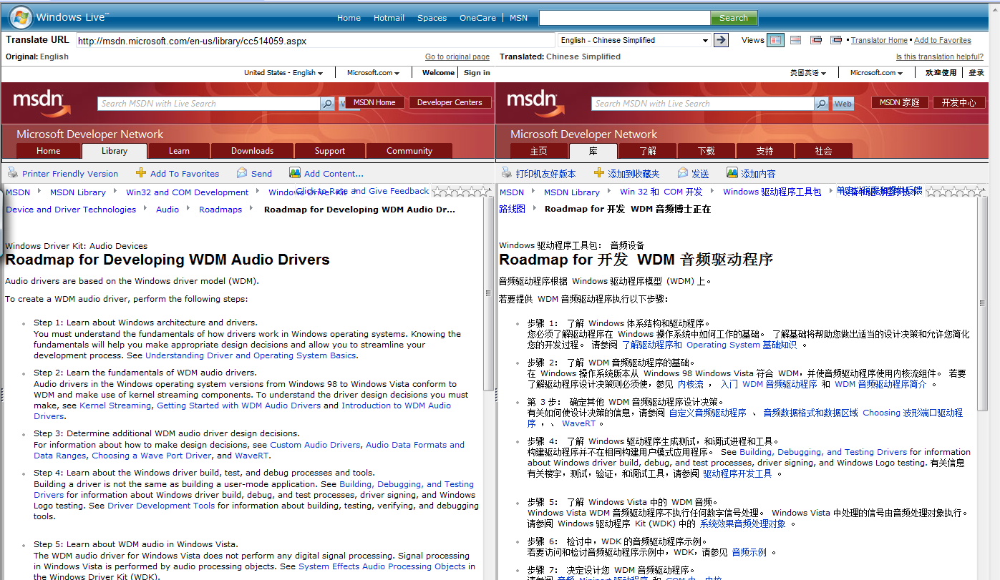 Windows Live™
Home Hotmail Spaces OneCare | MSN Search
Translate URL http://msdn.microsoft.com/en-us/library/cc514059.aspx English - Chinese Simplified Views Translator Home Add to Favorites
Original: English Go to original page Translated: Chinese Simplified Is this translation helpful?
United States - English Microsoft.com Welcome Sign in
msdn
Search MSDN with Live Search MSDN Home Developer Centers
Microsoft Developer Network
Home Library Learn Downloads Support Community
Printer Friendly Version Add To Favorites Send Add Content...
MSDN MSDN Library Win32 and COM Development Windows Driver Kit Click to Rate and Give Feedback
Device and Driver Technologies Audio Roadmaps Roadmap for Developing WDM Audio Dr...
Windows Driver Kit: Audio Devices
Roadmap for Developing WDM Audio Drivers
Audio drivers are based on the Windows driver model (WDM).
To create a WDM audio driver, perform the following steps:
Step 1: Learn about Windows architecture and drivers.
You must understand the fundamentals of how drivers work in Windows operating systems. Knowing the
fundamentals will help you make appropriate design decisions and allow you to streamline your
development process. See Understanding Driver and Operating System Basics.
Step 2: Learn the fundamentals of WDM audio drivers.
Audio drivers in the Windows operating system versions from Windows 98 to Windows Vista conform to
WDM and make use of kernel streaming components. To understand the driver design decisions you must
make, see Kernel Streaming, Getting Started with WDM Audio Drivers and Introduction to WDM Audio
Drivers.
Step 3: Determine additional WDM audio driver design decisions.
For information about how to make design decisions, see Custom Audio Drivers, Audio Data Formats and
Data Ranges, Choosing a Wave Port Driver, and WaveRT.
Step 4: Learn about the Windows driver build, test, and debug processes and tools.
Building a driver is not the same as building a user-mode application. See Building, Debugging, and Testing
Drivers for information about Windows driver build, debug, and test processes, driver signing, and Windows
Logo testing. See Driver Development Tools for information about building, testing, verifying, and debugging
tools.
Step 5: Learn about WDM audio in Windows Vista.
The WDM audio driver for Windows Vista does not perform any digital signal processing. Signal processing
in Windows Vista is performed by audio processing objects. See System Effects Audio Processing Objects in
the Windows Driver Kit (WDK).
美国英语 Microsoft.com 欢迎使用 登录
msdn
Search MSDN with Live Search Web MSDN 家庭 开发中心
Microsoft Developer Network
主页 库 了解 下载 支持 社会
打印机友好版本 添加到收藏夹 发送 添加内容
MSDN MSDN Library Win 32 和 COM 开发 Windows 驱动程序工具包
路线图 Roadmap for 开发 WDM 音频博士正在
Windows 驱动程序工具包: 音频设备
Roadmap for 开发 WDM 音频驱动程序
音频驱动程序根据 Windows 驱动程序模型 (WDM) 上。
若要提供 WDM 音频驱动程序执行以下步骤:
步骤 1: 了解 Windows 体系结构和驱动程序。
您必须了解驱动程序在 Windows 操作系统中如何工作的基础。 了解基础将帮助您做出适当的设计决策和允许您简化
您的开发过程。 请参阅 了解驱动程序和 Operating System 基础知识 。
步骤 2: 了解 WDM 音频驱动程序的基础。
在 Windows 操作系统版本从 Windows 98 Windows Vista 符合 WDM，并使音频驱动程序使用内核流组件。 若要
了解驱动程序设计决策则必须使，参见 内核流 ， 入门 WDM 音频驱动程序 和 WDM 音频驱动程序简介 。
第 3 步: 确定其他 WDM 音频驱动程序设计决策。
有关如何使设计决策的信息，请参阅 自定义音频驱动程序 、 音频数据格式和数据区域 Choosing 波形端口驱动程
序 ，、 WaveRT 。
步骤 4: 了解 Windows 驱动程序生成测试，和调试进程和工具。
构建驱动程序并不在相同构建用户模式应用程序。 See Building, Debugging, and Testing Drivers for information
about Windows driver build, debug, and test processes, driver signing, and Windows Logo testing. 有关信息
有关楼宇，测试，验证，和调试工具，请参阅 驱动程序开发工具 。
步骤 5: 了解 Windows Vista 中的 WDM 音频。
Windows Vista WDM 音频驱动程序不执行任何数字信号处理。 Windows Vista 中处理的信号由音频处理对象执行。
请参阅 Windows 驱动程序 Kit (WDK) 中的 系统效果音频处理对象 。
步骤 6: 检讨中，WDK 的音频驱动程序示例。
若要访问和检讨音频驱动程序示例中，WDK，请参见 音频示例 。
步骤 7: 决定设计您 WDM 音频驱动程序。